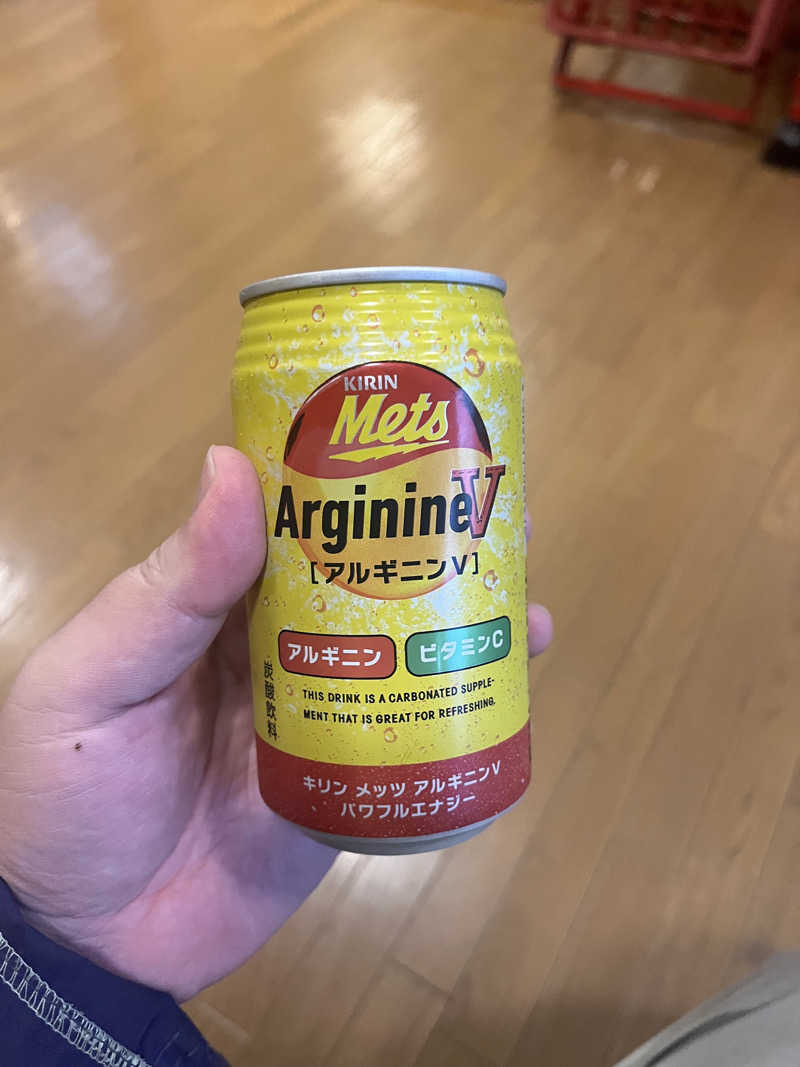 KIRIN
Mets
ArginineV
[アルギニンV]
アルギニン
ビタミンC
THIS DRINK IS A CARBONATED SUPPLE-
MENT THAT IS GREAT FOR REFRESHING.
炭酸飲料
キリン メッツ アルギニンV
パワフルエナジー